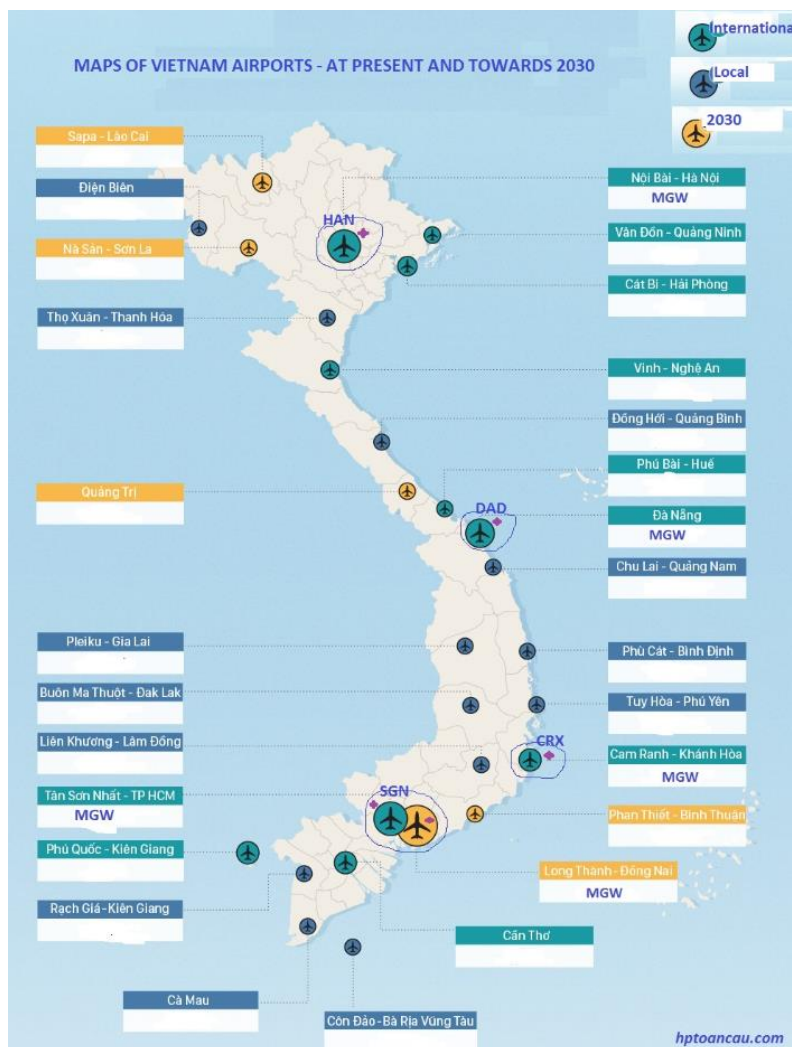 International
MAPS OF VIETNAM AIRPORTS - AT PRESENT AND TOWARDS 2030
(Local
2030
Sapa - Lào Cai
Điện Biên
Nà Sản - Sơn La
Thọ Xuân - Thanh Hóa
HAN
Nội Bài - Hà Nội
MGW
Vân Đồn - Quảng Ninh
Cát Bi - Hải Phòng
Vinh - Nghệ An
Đồng Hới - Quảng Bình
Phú Bài - Huế
Quảng Trị
DAD
Đà Nẵng
MGW
Chu Lai - Quảng Nam
Pleiku - Gia Lai
Buôn Ma Thuột - Đak Lak
Liên Khương - Lâm Đồng
Phù Cát - Bình Định
Tuy Hòa - Phú Yên
CRX
Cam Ranh - Khánh Hòa
MGW
Tân Sơn Nhất - TP HCM
MGW
SGN
Phan Thiết - Bình Thuận
Phú Quốc - Kiên Giang
Long Thành - Đồng Nai
MGW
Rạch Giá-Kiên Giang
Cần Thơ
Cà Mau
Côn Đảo-Bà Rịa Vũng Tàu
hptoancau.com